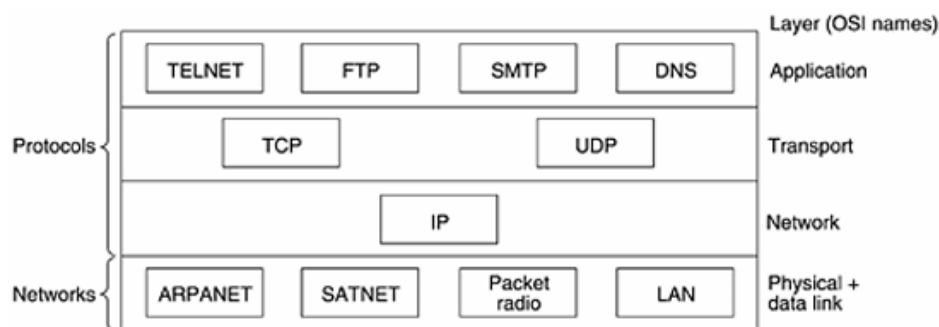 Layer (OSI names)
TELNET FTP SMTP DNS Application
Protocols TCP UDP Transport
IP Network
Networks ARPANET SATNET Packet radio LAN Physical + data link